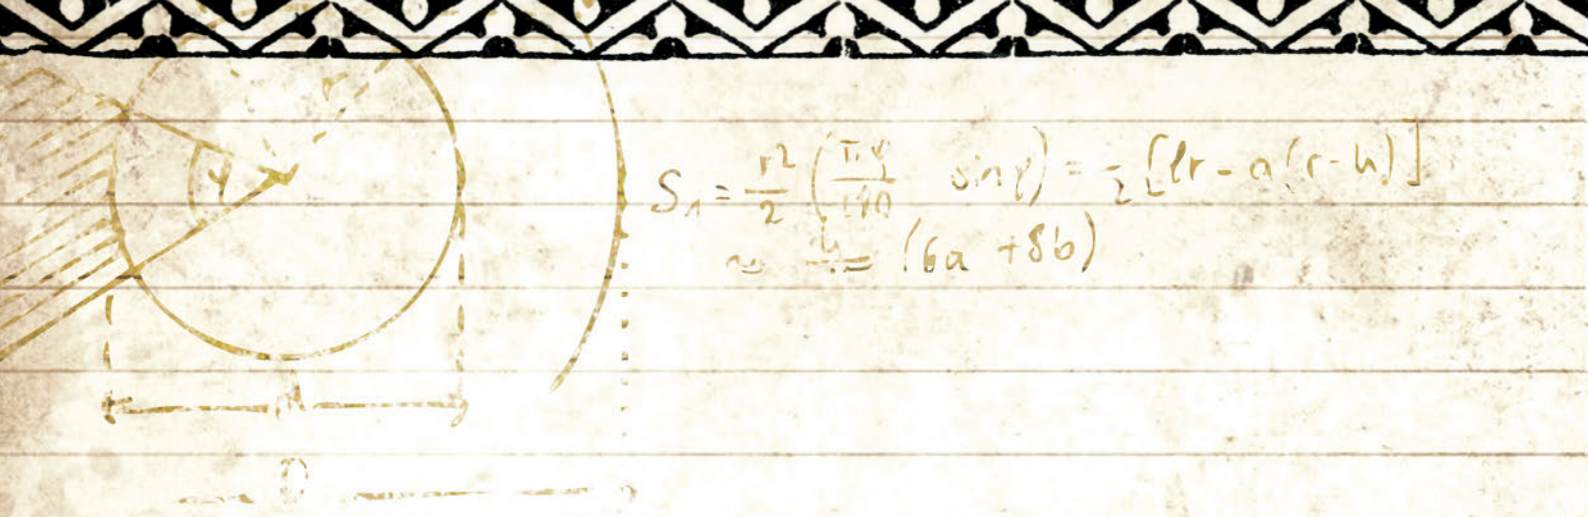 r
φ
S₁ = r²/2 (πφ/180 sinφ) = 1/2 [lr - a(r-h)]
≈ (6a +8b)
d
D